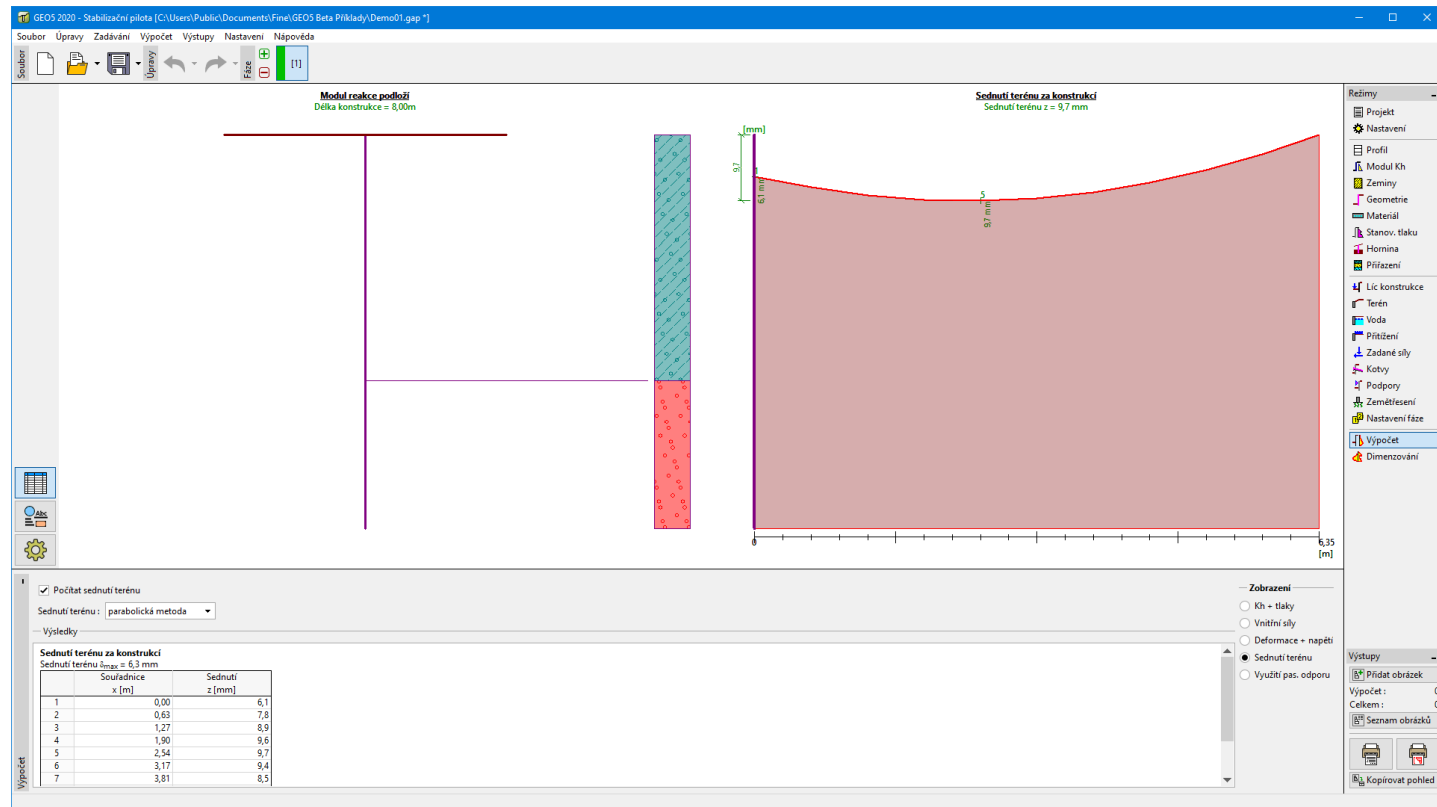 GEO5 2020 - Stabilizační pilota [C:\Users\Public\Documents\Fine\GEO5 Beta Příklady\Demo01.gap *]
Soubor Úpravy Zadávání Výpočet Výstupy Nastavení Nápověda
Soubor
Úpravy
Fáze
[1]
Modul reakce podloží
Délka konstrukce = 8,00m
Sednutí terénu za konstrukcí
Sednutí terénu z = 9,7 mm
[mm]
9,7
1
6,1 mm
5
9,7 mm
0
6,35
[m]
Režimy
Projekt
Nastavení
Profil
Modul Kh
Zeminy
Geometrie
Materiál
Stanov. tlaku
Hornina
Přiřazení
Líc konstrukce
Terén
Voda
Přitížení
Zadané síly
Kotvy
Podpory
Zemětřesení
Nastavení fáze
Výpočet
Dimenzování
Abc
Výpočet
Počítat sednutí terénu
Sednutí terénu : parabolická metoda
Výsledky
Sednutí terénu za konstrukcí
Sednutí terénu δmax = 6,3 mm
Souřadnice Sednutí
x [m] z [mm]
1 0,00 6,1
2 0,63 7,8
3 1,27 8,9
4 1,90 9,6
5 2,54 9,7
6 3,17 9,4
7 3,81 8,5
Zobrazení
Kh + tlaky
Vnitřní síly
Deformace + napětí
Sednutí terénu
Využití pas. odporu
Výstupy
Přidat obrázek
Výpočet : 0
Celkem : 0
Seznam obrázků
Kopírovat pohled